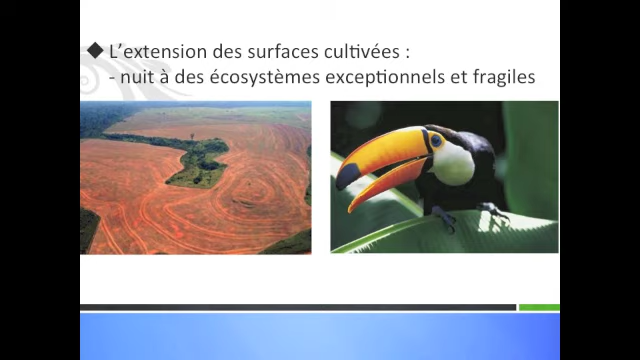 L’extension des surfaces cultivées :
- nuit à des écosystèmes exceptionnels et fragiles